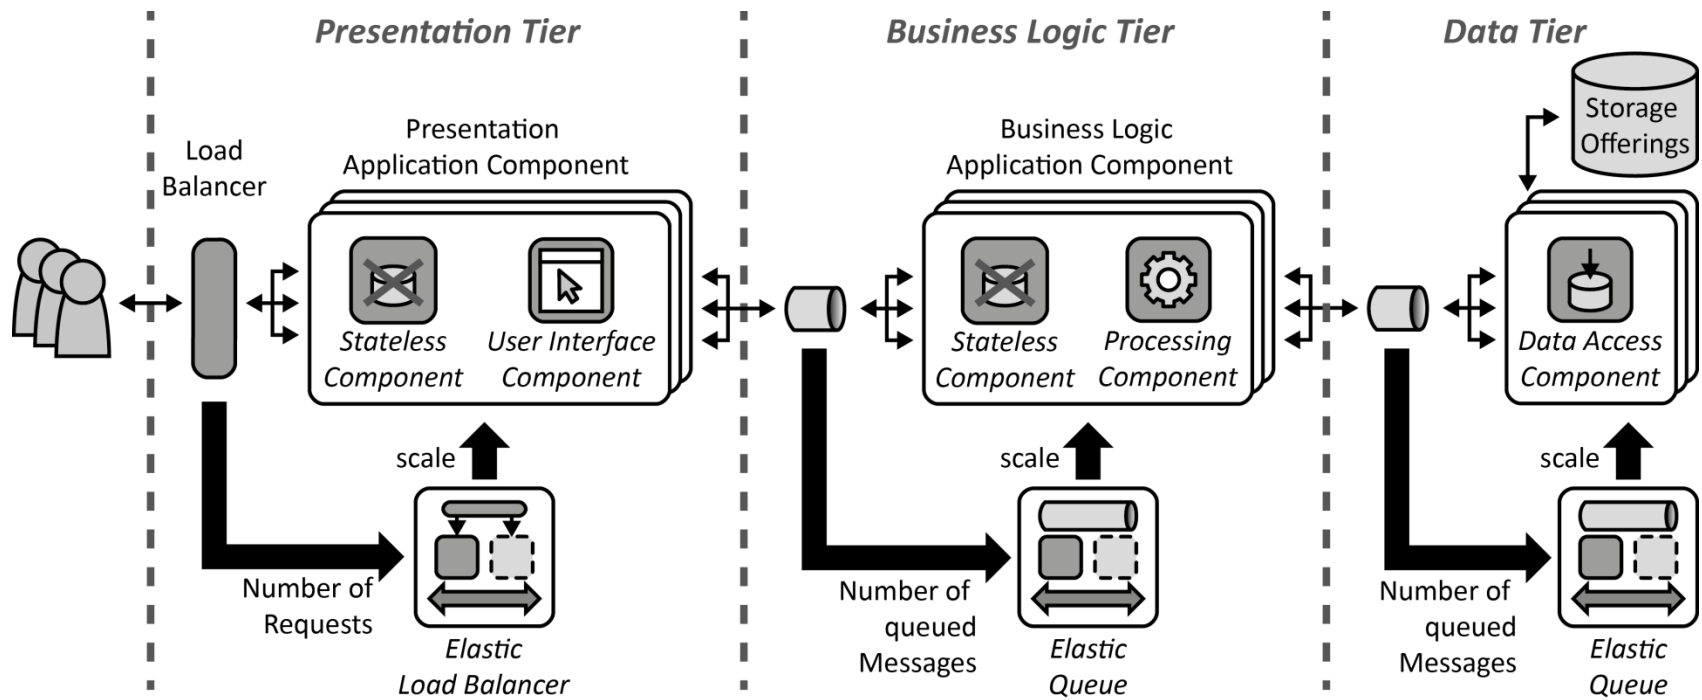 Presentation Tier
Business Logic Tier
Data Tier
Load
Balancer
Presentation
Application Component
Stateless
Component
User Interface
Component
scale
Number of
Requests
Elastic
Load Balancer
Business Logic
Application Component
Stateless
Component
Processing
Component
scale
Number of
queued
Messages
Elastic
Queue
Storage
Offerings
Data Access
Component
scale
Number of
queued
Messages
Elastic
Queue